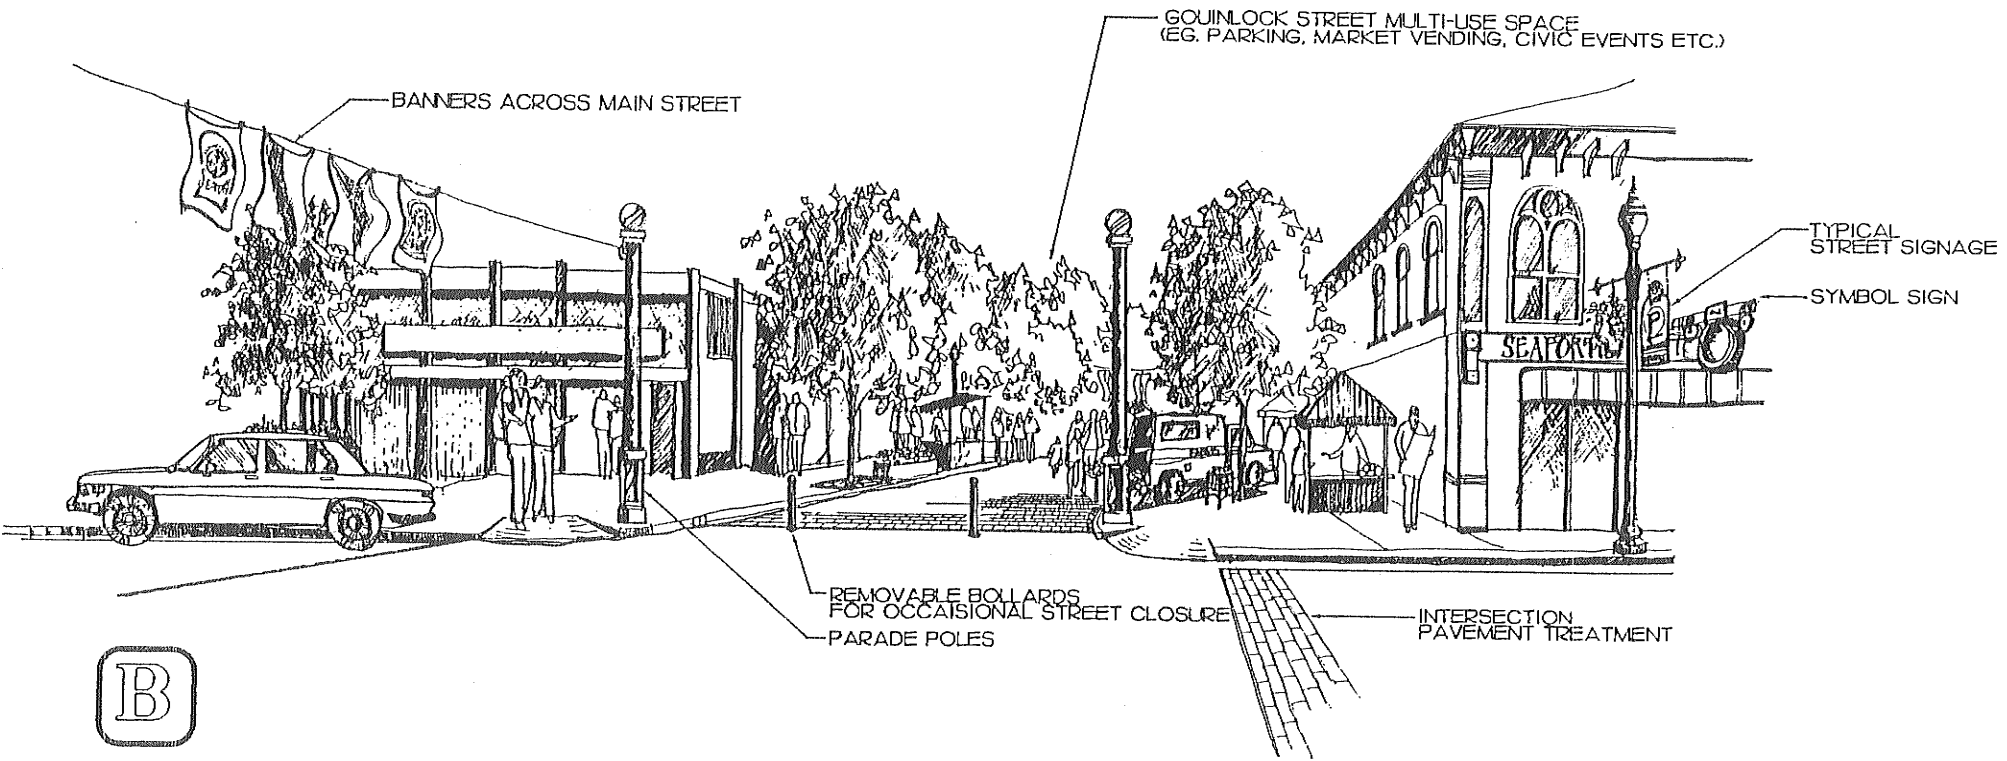 GOUINLOCK STREET MULTI-USE SPACE
(EG. PARKING, MARKET VENDING, CIVIC EVENTS ETC.)
BANNERS ACROSS MAIN STREET
TYPICAL
STREET SIGNAGE
SYMBOL SIGN
REMOVABLE BOLLARDS
FOR OCCAISIONAL STREET CLOSURE
PARADE POLES
INTERSECTION
PAVEMENT TREATMENT
B